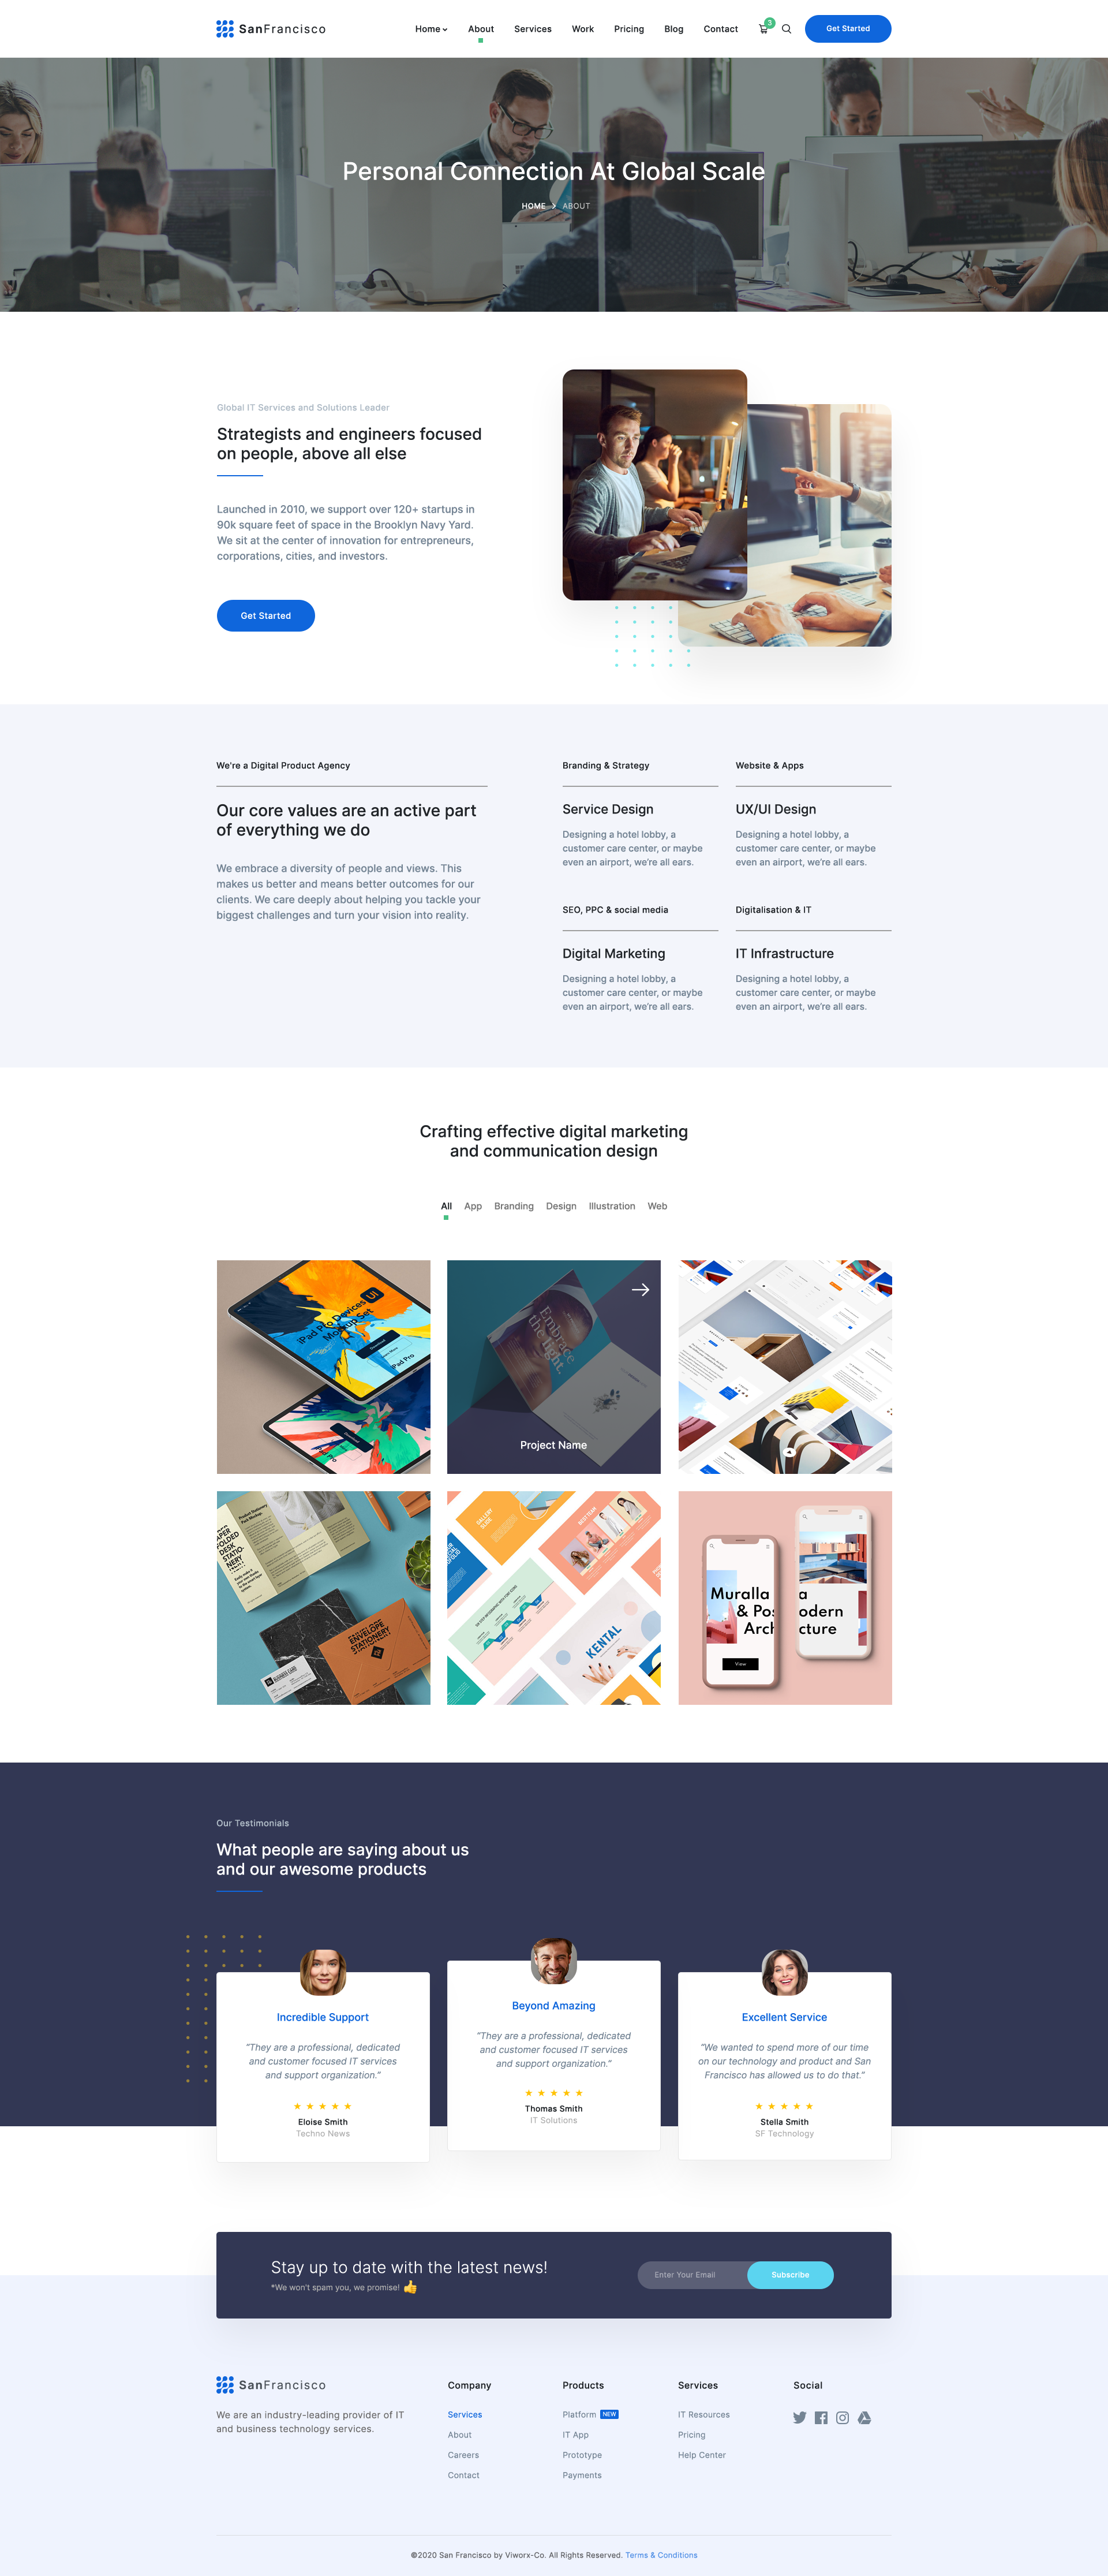 SanFrancisco
Home About Services Work Pricing Blog Contact 3 Get Started
Personal Connection At Global Scale
HOME ABOUT
Global IT Services and Solutions Leader
Strategists and engineers focused
on people, above all else
Launched in 2010, we support over 120+ startups in
90k square feet of space in the Brooklyn Navy Yard.
We sit at the center of innovation for entrepreneurs,
corporations, cities, and investors.
Get Started
We're a Digital Product Agency
Our core values are an active part
of everything we do
We embrace a diversity of people and views. This
makes us better and means better outcomes for our
clients. We care deeply about helping you tackle your
biggest challenges and turn your vision into reality.
Branding & Strategy
Service Design
Designing a hotel lobby, a
customer care center, or maybe
even an airport, we're all ears.
Website & Apps
UX/UI Design
Designing a hotel lobby, a
customer care center, or maybe
even an airport, we're all ears.
SEO, PPC & social media
Digital Marketing
Designing a hotel lobby, a
customer care center, or maybe
even an airport, we're all ears.
Digitalisation & IT
IT Infrastructure
Designing a hotel lobby, a
customer care center, or maybe
even an airport, we're all ears.
Crafting effective digital marketing
and communication design
All App Branding Design Illustration Web
iPad Pro Devices UI
Mockup Set
iPad Pro
Embrace
the light.
Project Name
Product Stationery
Pack Mockup.
FOLDED
DESK
STATIO-
NERY
ENVELOPE
STATIONERY
BUSINESS CARD
GALLERY
SLIDE
BEST TEAM
KENTAL
Muralla a
& Pos odern
Arch cture
View
Our Testimonials
What people are saying about us
and our awesome products
Incredible Support
"They are a professional, dedicated
and customer focused IT services
and support organization."
Eloise Smith
Techno News
Beyond Amazing
"They are a professional, dedicated
and customer focused IT services
and support organization."
Thomas Smith
IT Solutions
Excellent Service
"We wanted to spend more of our time
on our technology and product and San
Francisco has allowed us to do that."
Stella Smith
SF Technology
Stay up to date with the latest news!
*We won't spam you, we promise! 👍
Enter Your Email Subscribe
SanFrancisco
We are an industry-leading provider of IT
and business technology services.
Company
Services
About
Careers
Contact
Products
Platform NEW
IT App
Prototype
Payments
Services
IT Resources
Pricing
Help Center
Social
©2020 San Francisco by Viworx-Co. All Rights Reserved. Terms & Conditions